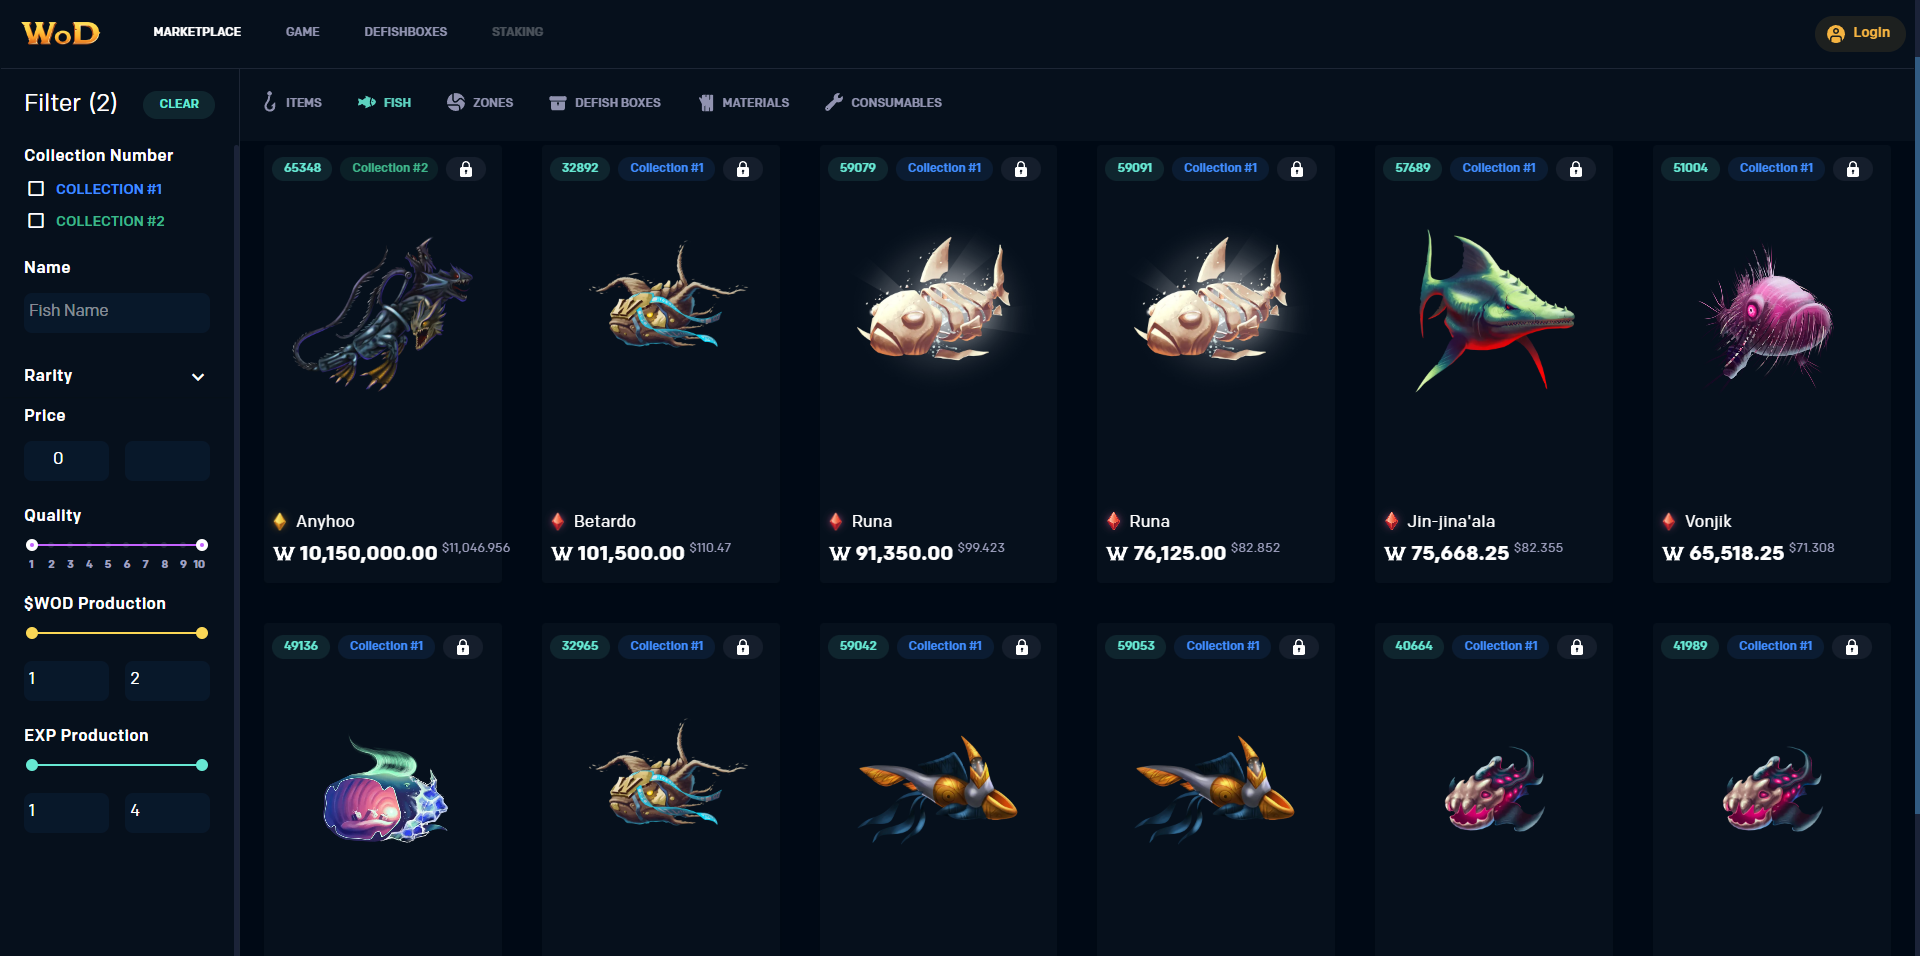 WoD
MARKETPLACE GAME DEFISHBOXES STAKING
Login
Filter (2) CLEAR
ITEMS FISH ZONES DEFISH BOXES MATERIALS CONSUMABLES
Collection Number
COLLECTION #1
COLLECTION #2
Name
Fish Name
Rarity
Price
0
Quality
1 2 3 4 5 6 7 8 9 10
$WOD Production
1 2
EXP Production
1 4
65348 Collection #2
Anyhoo
W 10,150,000.00 $11,046.956
32892 Collection #1
Betardo
W 101,500.00 $110.47
59079 Collection #1
Runa
W 91,350.00 $99.423
59091 Collection #1
Runa
W 76,125.00 $82.852
57689 Collection #1
Jin-jina'ala
W 75,668.25 $82.355
51004 Collection #1
Vonjik
W 65,518.25 $71.308
49136 Collection #1
32965 Collection #1
59042 Collection #1
59053 Collection #1
40664 Collection #1
41989 Collection #1